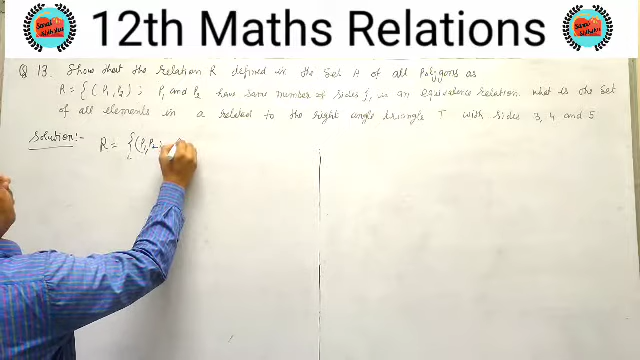 12th Maths Relations
Q 13. Show that the relation R defined in the Set A of all Polygons as
R = { ( P1, P2 ) ; P1 and P2 have same number of sides }, is an equivalence relation. what is the Set
of all elements in a related to the right angle triangle T with sides 3, 4 and 5
Solution:- R = { (P1, P2 ;